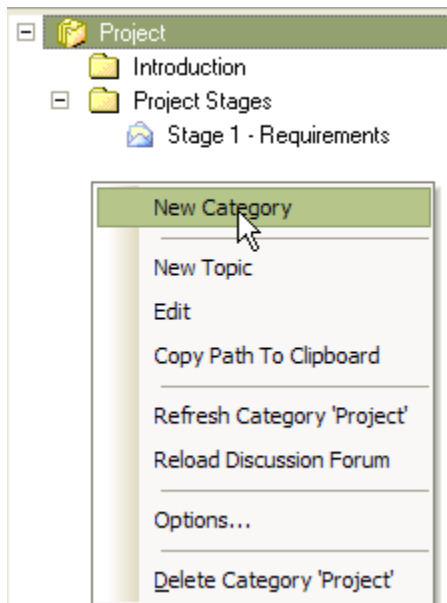 Project
Introduction
Project Stages
Stage 1 - Requirements
New Category
New Topic
Edit
Copy Path To Clipboard
Refresh Category 'Project'
Reload Discussion Forum
Options...
Delete Category 'Project'